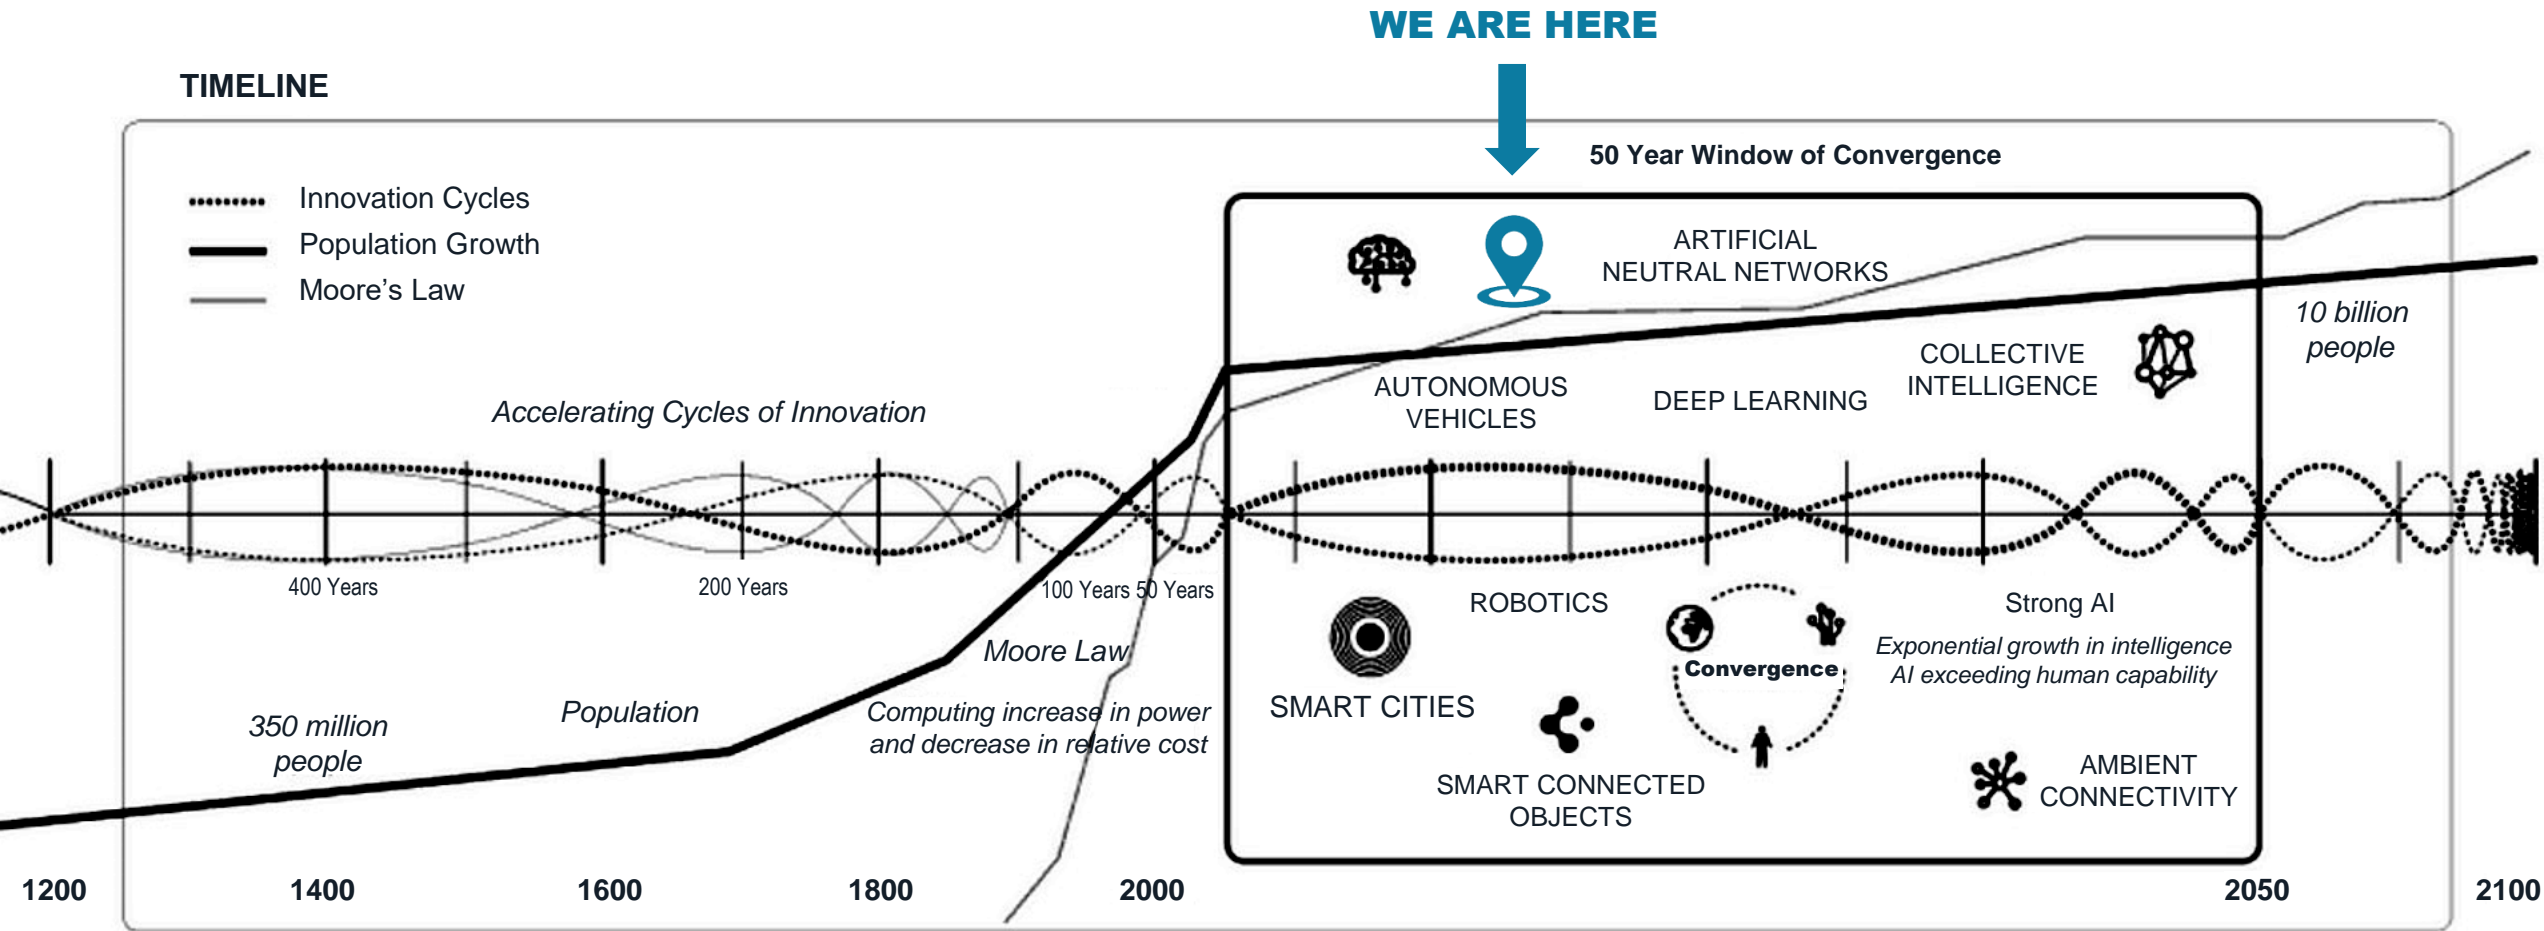 WE ARE HERE
TIMELINE
50 Year Window of Convergence
Innovation Cycles
Population Growth
Moore’s Law
ARTIFICIAL
NEUTRAL NETWORKS
10 billion
people
COLLECTIVE
INTELLIGENCE
AUTONOMOUS
VEHICLES
DEEP LEARNING
Accelerating Cycles of Innovation
400 Years
200 Years
100 Years
50 Years
ROBOTICS
Strong AI
Exponential growth in intelligence
AI exceeding human capability
Convergence
Moore Law
SMART CITIES
Population
Computing increase in power
and decrease in relative cost
350 million
people
SMART CONNECTED
OBJECTS
AMBIENT
CONNECTIVITY
1200
1400
1600
1800
2000
2050
2100